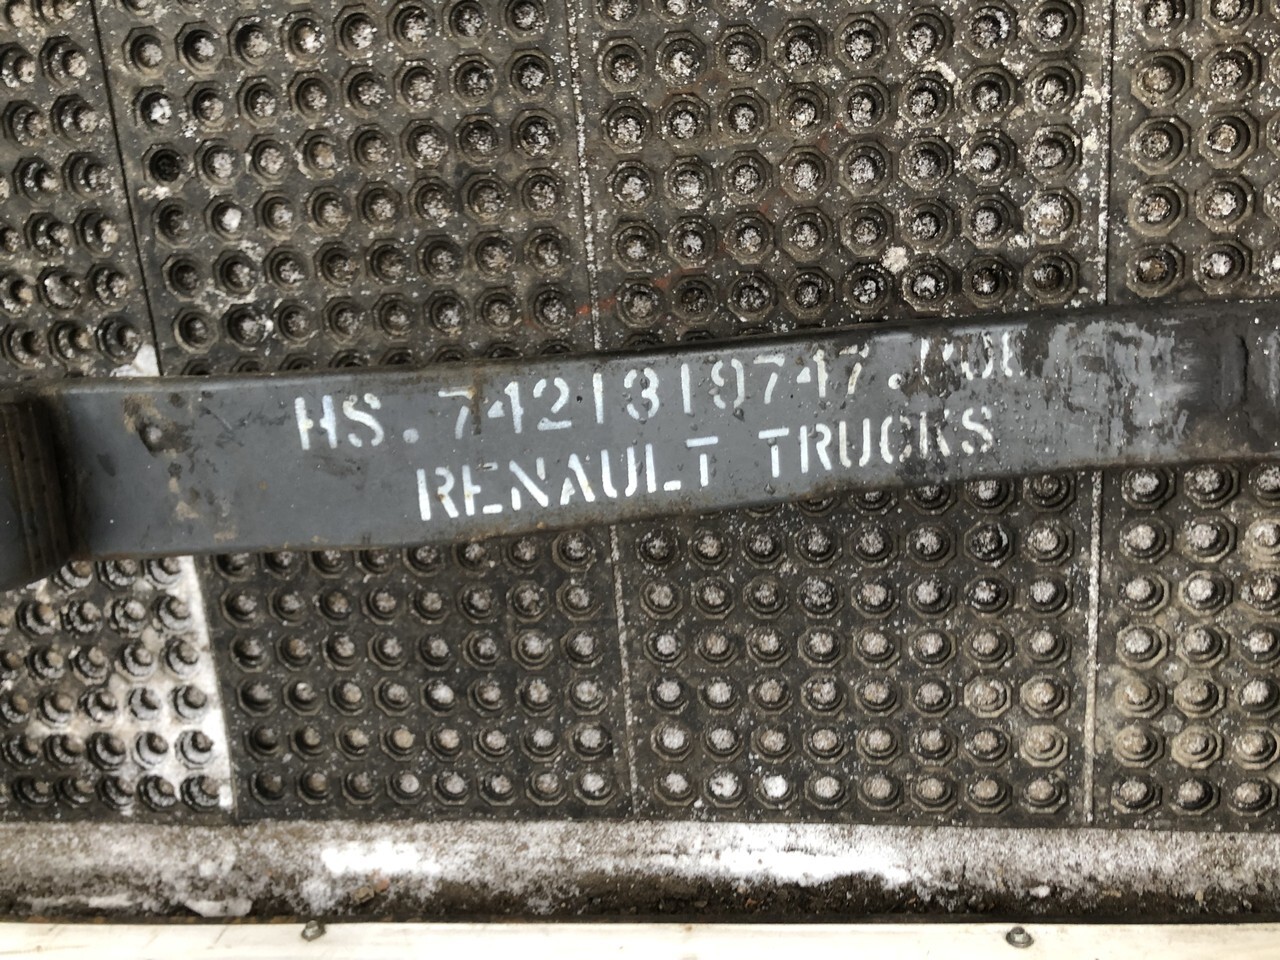 HS. 7421319747
RENAULT TRUCKS